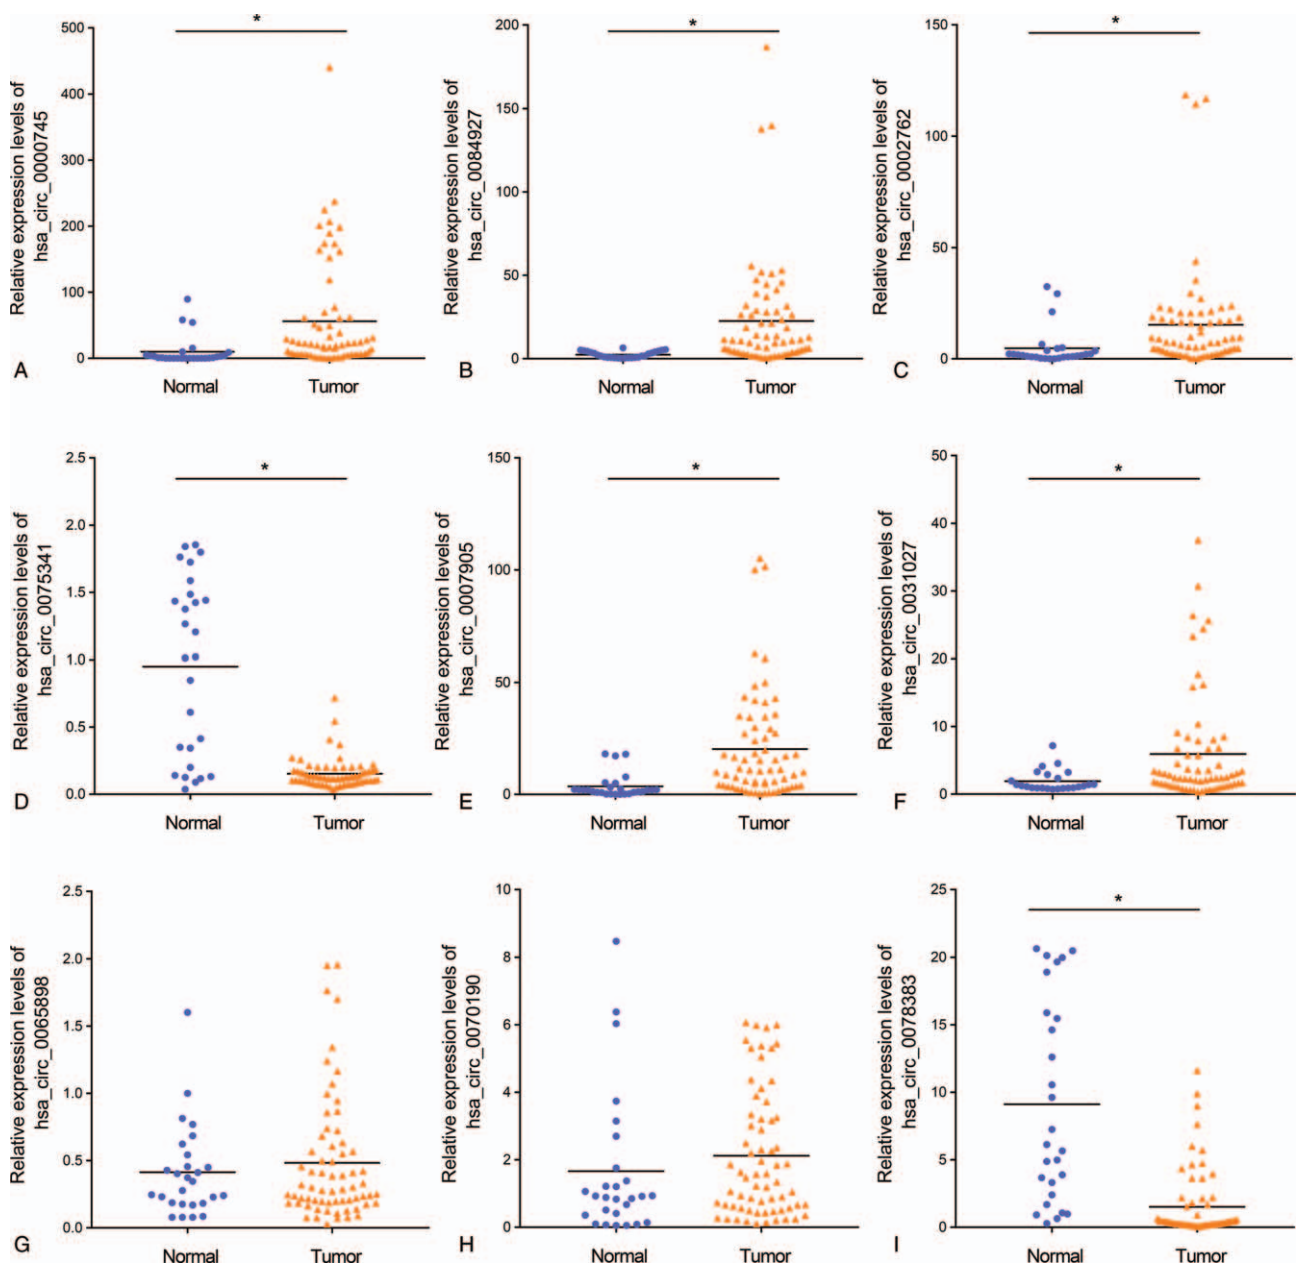 Relative expression levels of
hsa_circ_0000745
500
400
300
200
100
0
*
Normal
Tumor
A
Relative expression levels of
hsa_circ_0084927
200
150
100
50
0
*
Normal
Tumor
B
Relative expression levels of
hsa_circ_0002762
150
100
50
0
*
Normal
Tumor
C
Relative expression levels of
hsa_circ_0075341
2.5
2.0
1.5
1.0
0.5
0.0
*
Normal
Tumor
D
Relative expression levels of
hsa_circ_0007905
150
100
50
0
*
Normal
Tumor
E
Relative expression levels of
hsa_circ_0031027
50
40
30
20
10
0
*
Normal
Tumor
F
Relative expression levels of
hsa_circ_0065898
2.5
2.0
1.5
1.0
0.5
0.0
Normal
Tumor
G
Relative expression levels of
hsa_circ_0070190
10
8
6
4
2
0
Normal
Tumor
H
Relative expression levels of
hsa_circ_0078383
25
20
15
10
5
0
*
Normal
Tumor
I